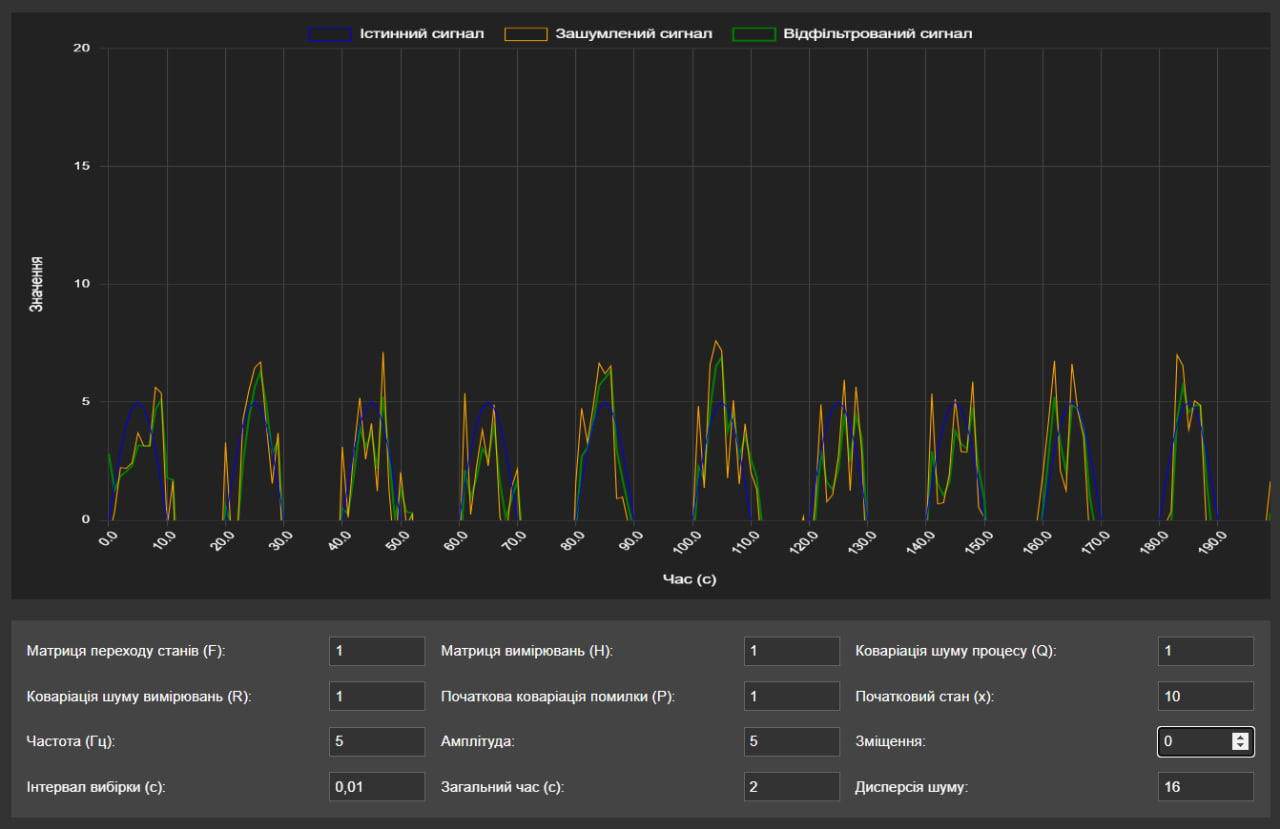 Істинний сигнал Зашумлений сигнал Відфільтрований сигнал
20
15
10
5
0
Значення
0.0 10.0 20.0 30.0 40.0 50.0 60.0 70.0 80.0 90.0 100.0 110.0 120.0 130.0 140.0 150.0 160.0 170.0 180.0 190.0
Час (с)
Матриця переходу станів (F): 1 Матриця вимірювань (H): 1 Коваріація шуму процесу (Q): 1
Коваріація шуму вимірювань (R): 1 Початкова коваріація помилки (P): 1 Початковий стан (x): 10
Частота (Гц): 5 Амплітуда: 5 Зміщення: 0
Інтервал вибірки (с): 0,01 Загальний час (с): 2 Дисперсія шуму: 16